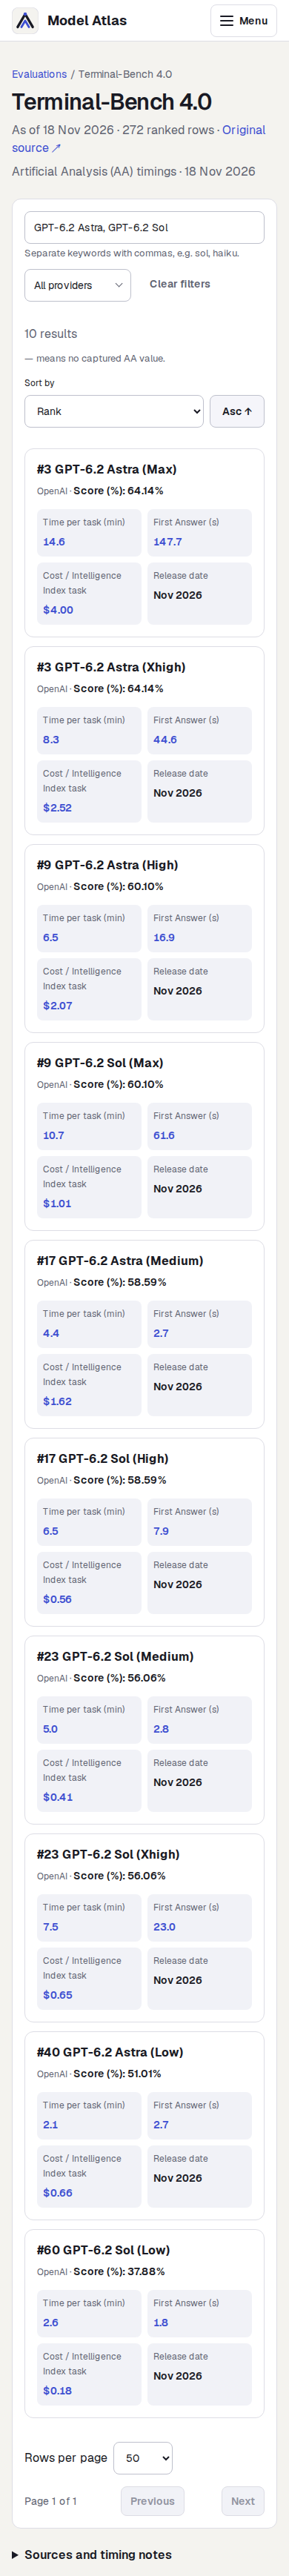 Model Atlas
Menu
Evaluations / Terminal-Bench 4.0
Terminal-Bench 4.0
As of 18 Nov 2026 · 272 ranked rows · Original
source ↗
Artificial Analysis (AA) timings · 18 Nov 2026
GPT-6.2 Astra, GPT-6.2 Sol
Separate keywords with commas, e.g. sol, haiku.
All providers
Clear filters
10 results
— means no captured AA value.
Sort by
Rank
Asc ↑
#3 GPT-6.2 Astra (Max)
OpenAI · Score (%): 64.14%
Time per task (min)
14.6
First Answer (s)
147.7
Cost / Intelligence
Index task
$4.00
Release date
Nov 2026
#3 GPT-6.2 Astra (Xhigh)
OpenAI · Score (%): 64.14%
Time per task (min)
8.3
First Answer (s)
44.6
Cost / Intelligence
Index task
$2.52
Release date
Nov 2026
#9 GPT-6.2 Astra (High)
OpenAI · Score (%): 60.10%
Time per task (min)
6.5
First Answer (s)
16.9
Cost / Intelligence
Index task
$2.07
Release date
Nov 2026
#9 GPT-6.2 Sol (Max)
OpenAI · Score (%): 60.10%
Time per task (min)
10.7
First Answer (s)
61.6
Cost / Intelligence
Index task
$1.01
Release date
Nov 2026
#17 GPT-6.2 Astra (Medium)
OpenAI · Score (%): 58.59%
Time per task (min)
4.4
First Answer (s)
2.7
Cost / Intelligence
Index task
$1.62
Release date
Nov 2026
#17 GPT-6.2 Sol (High)
OpenAI · Score (%): 58.59%
Time per task (min)
6.5
First Answer (s)
7.9
Cost / Intelligence
Index task
$0.56
Release date
Nov 2026
#23 GPT-6.2 Sol (Medium)
OpenAI · Score (%): 56.06%
Time per task (min)
5.0
First Answer (s)
2.8
Cost / Intelligence
Index task
$0.41
Release date
Nov 2026
#23 GPT-6.2 Sol (Xhigh)
OpenAI · Score (%): 56.06%
Time per task (min)
7.5
First Answer (s)
23.0
Cost / Intelligence
Index task
$0.65
Release date
Nov 2026
#40 GPT-6.2 Astra (Low)
OpenAI · Score (%): 51.01%
Time per task (min)
2.1
First Answer (s)
2.7
Cost / Intelligence
Index task
$0.66
Release date
Nov 2026
#60 GPT-6.2 Sol (Low)
OpenAI · Score (%): 37.88%
Time per task (min)
2.6
First Answer (s)
1.8
Cost / Intelligence
Index task
$0.18
Release date
Nov 2026
Rows per page
50
Page 1 of 1
Previous
Next
▶ Sources and timing notes